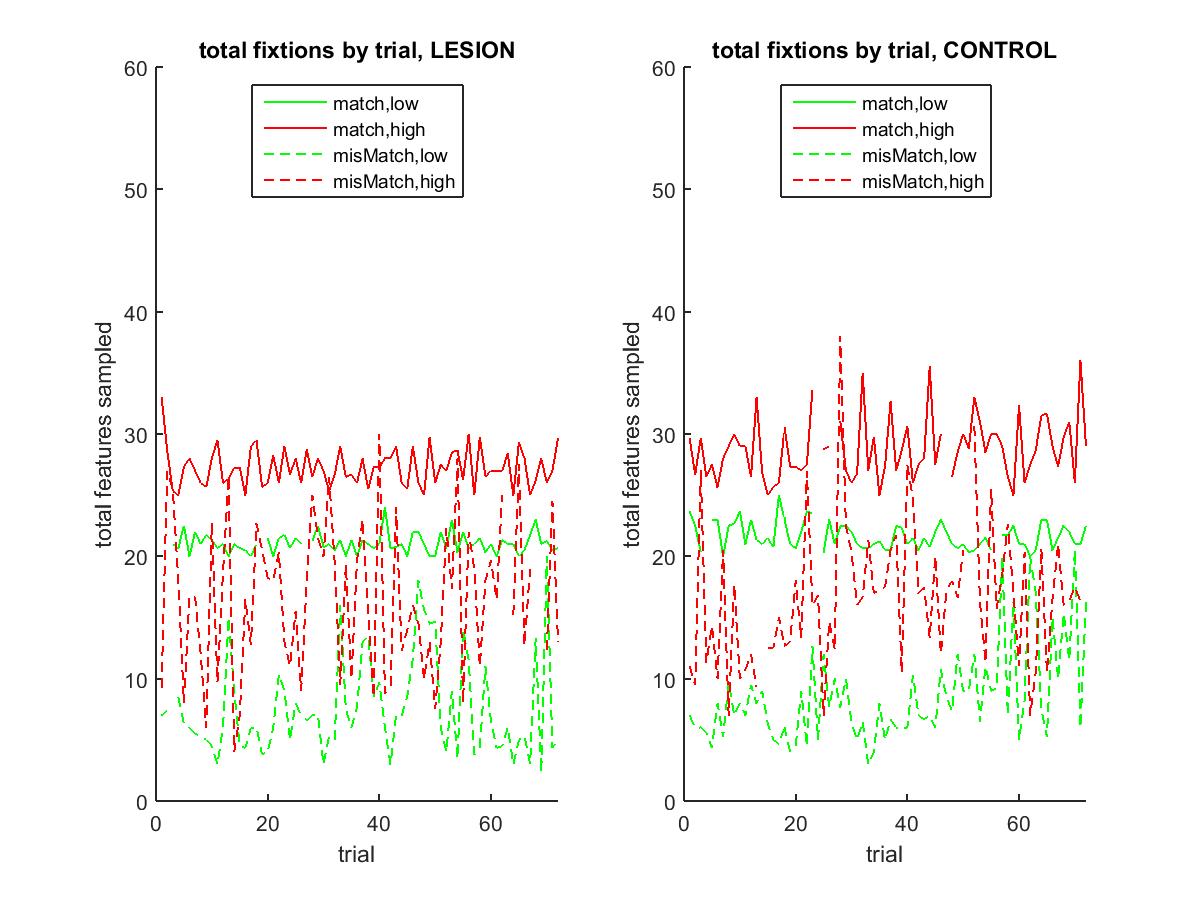 total fixtions by trial, LESION
60
50
40
30
20
10
0
total features sampled
match,low
match,high
misMatch,low
misMatch,high
0 20 40 60
trial
total fixtions by trial, CONTROL
60
50
40
30
20
10
0
total features sampled
match,low
match,high
misMatch,low
misMatch,high
0 20 40 60
trial